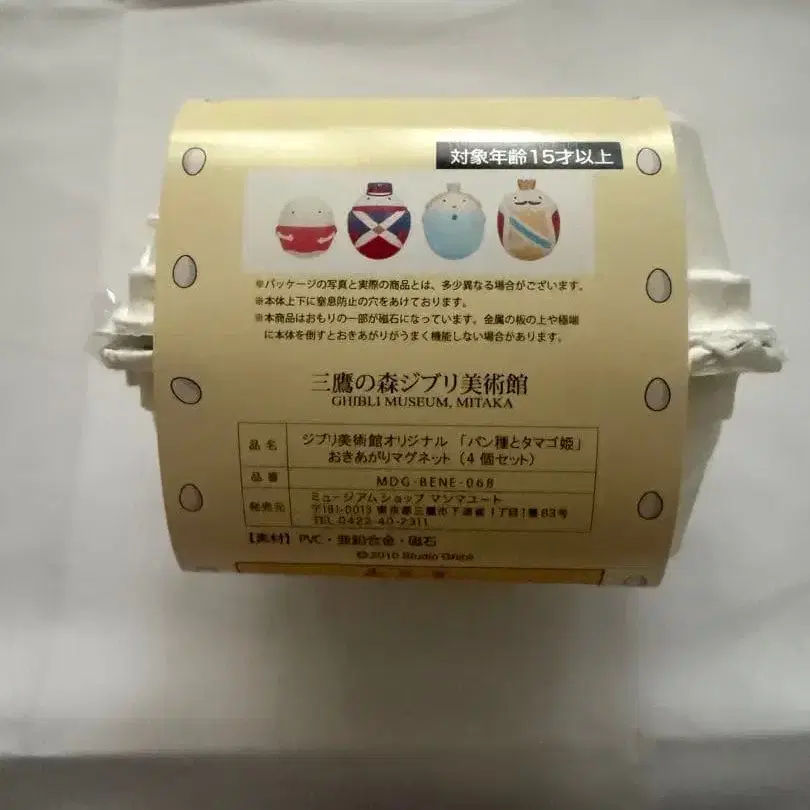 対象年齢15才以上
※パッケージの写真と実際の商品とは、多少異なる場合がございます。
※本体上下に窒息防止の穴をあけております。
※本商品はおもりの一部が磁石になっています。金属の板の上や極端
に本体を倒すとおきあがりがうまく機能しない場合があります。
三鷹の森ジブリ美術館
GHIBLI MUSEUM, MITAKA
品名 ジブリ美術館オリジナル 「パン種とタマゴ姫」
おきあがりマグネット（4個セット）
品番 MDG-BENE-068
発売元 ミュージアムショップ マンマユート
〒181-0013 東京都三鷹市下連雀1丁目1番83号
TEL 0422-40-2311
【素材】 PVC・亜鉛合金・磁石
©2010 Studio Ghibli